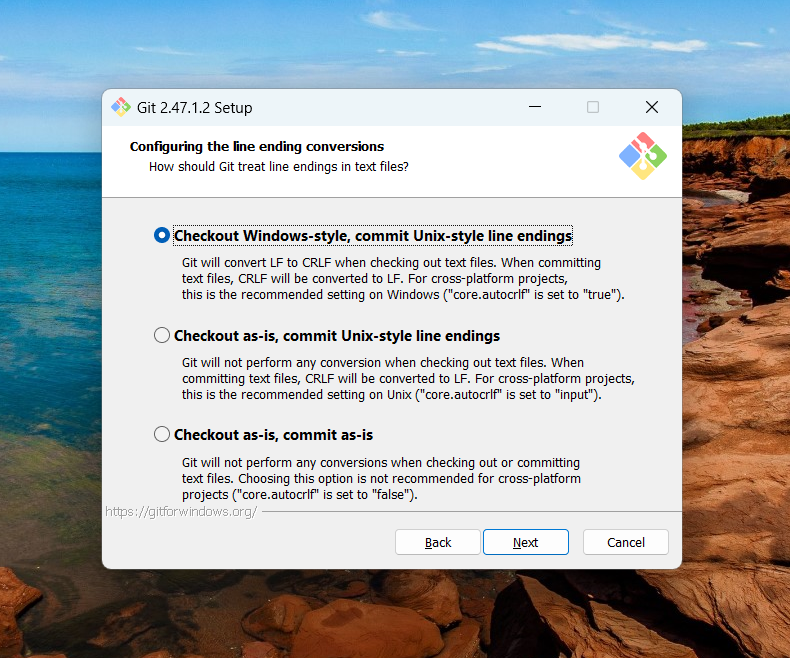 Git 2.47.1.2 Setup
Configuring the line ending conversions
How should Git treat line endings in text files?
Checkout Windows-style, commit Unix-style line endings
Git will convert LF to CRLF when checking out text files. When committing
text files, CRLF will be converted to LF. For cross-platform projects,
this is the recommended setting on Windows ("core.autocrlf" is set to "true").
Checkout as-is, commit Unix-style line endings
Git will not perform any conversion when checking out text files. When
committing text files, CRLF will be converted to LF. For cross-platform projects,
this is the recommended setting on Unix ("core.autocrlf" is set to "input").
Checkout as-is, commit as-is
Git will not perform any conversions when checking out or committing
text files. Choosing this option is not recommended for cross-platform
projects ("core.autocrlf" is set to "false").
https://gitforwindows.org/
Back Next Cancel